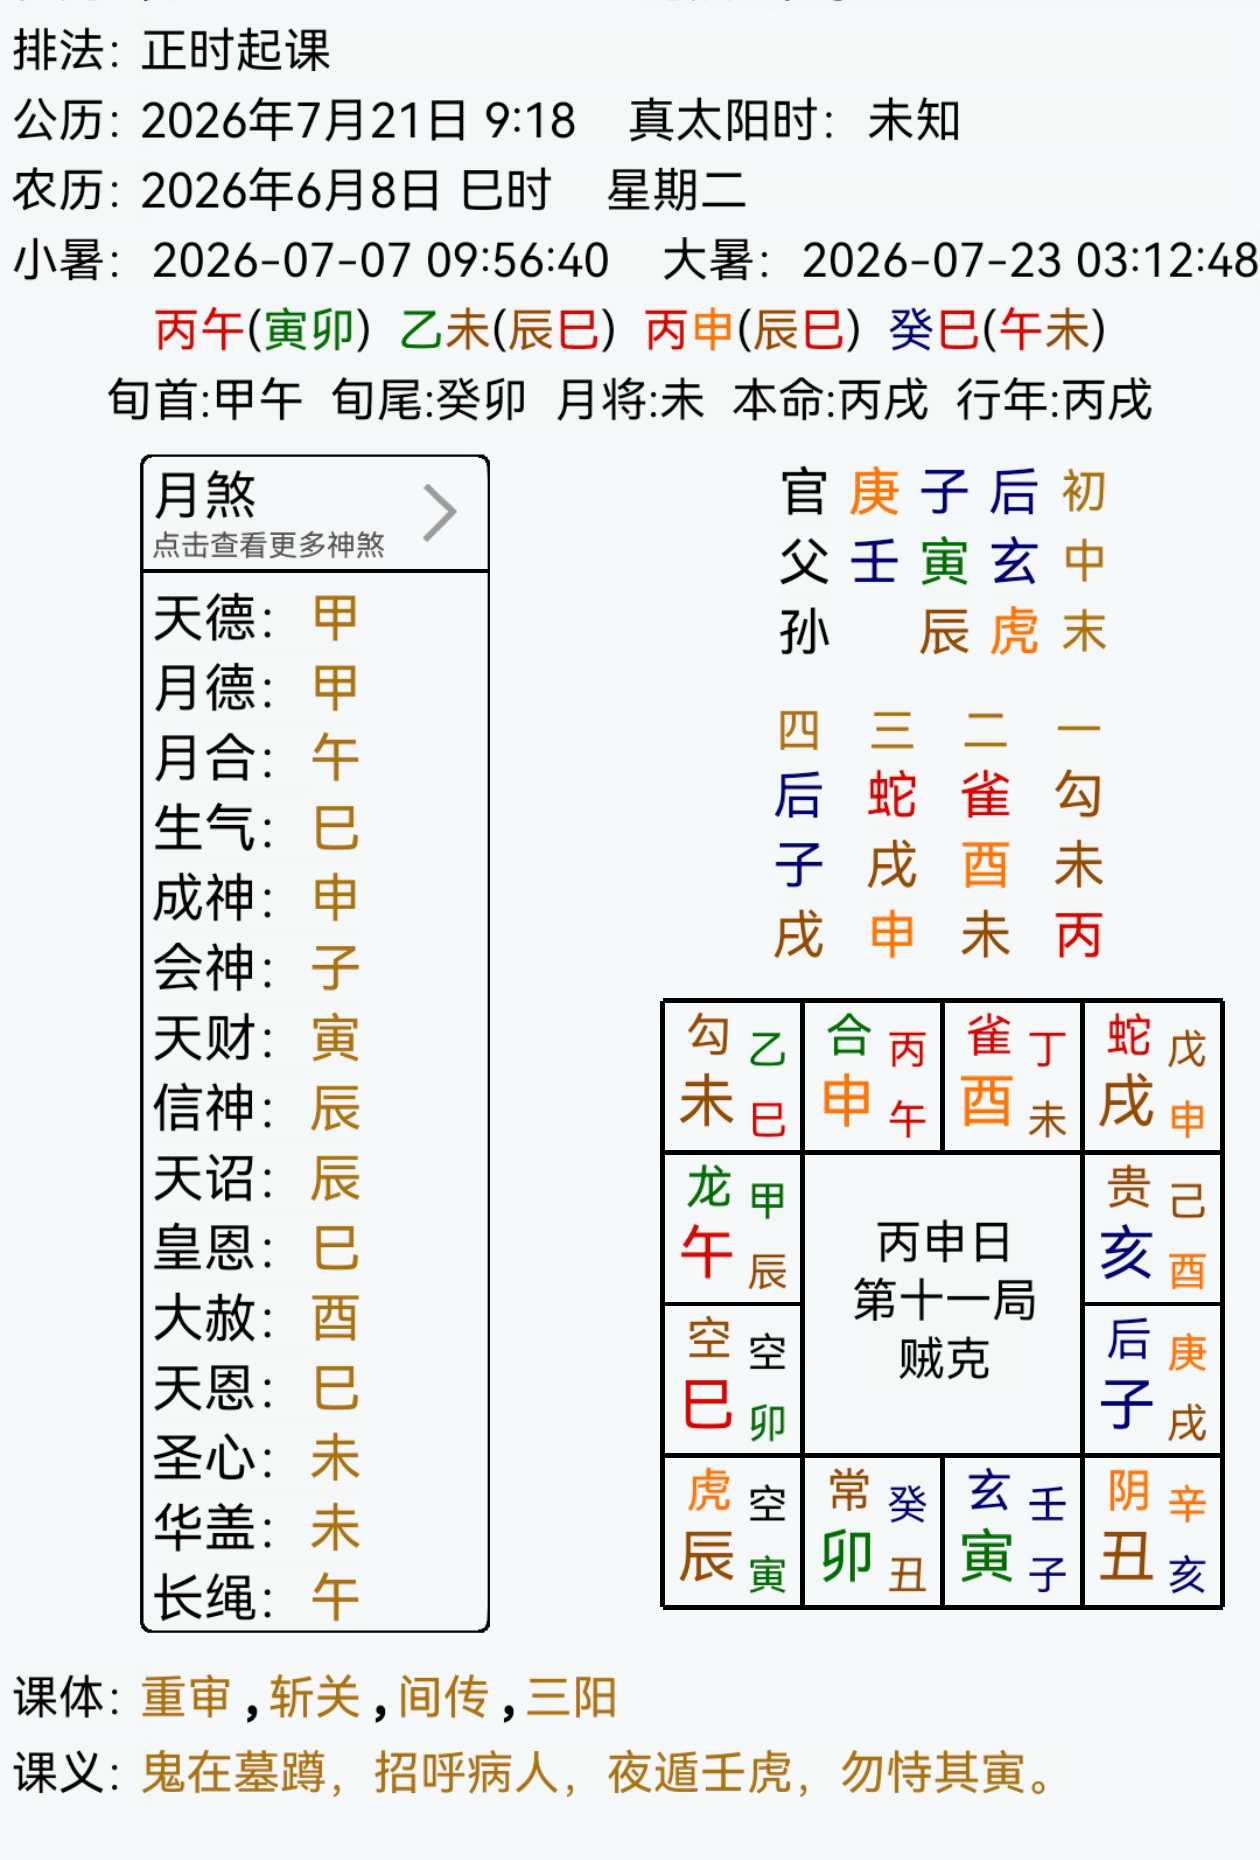 排法：正时起课
公历：2026年7月21日 9:18 真太阳时：未知
农历：2026年6月8日 巳时 星期二
小暑：2026-07-07 09:56:40 大暑：2026-07-23 03:12:48
丙午(寅卯) 乙未(辰巳) 丙申(辰巳) 癸巳(午未)
旬首:甲午 旬尾:癸卯 月将:未 本命:丙戌 行年:丙戌
月煞
点击查看更多神煞
天德：甲
月德：甲
月合：午
生气：巳
成神：申
会神：子
天财：寅
信神：辰
天诏：辰
皇恩：巳
大赦：酉
天恩：巳
圣心：未
华盖：未
长绳：午
官 庚 子 后 初
父 壬 寅 玄 中
孙 辰 虎 末
四 三 二 一
后 蛇 雀 勾
子 戌 酉 未
戌 申 未 丙
勾 乙 合 丙 雀 丁 蛇 戊
未 巳 申 午 酉 未 戌 申
龙 甲 贵 己
午 辰 亥 酉
丙申日
第十一局
贼克
空 空 后 庚
巳 卯 子 戌
虎 空 常 癸 玄 壬 阴 辛
辰 寅 卯 丑 寅 子 丑 亥
课体：重审,斩关,间传,三阳
课义：鬼在墓蹲，招呼病人，夜遁壬虎，勿恃其寅。